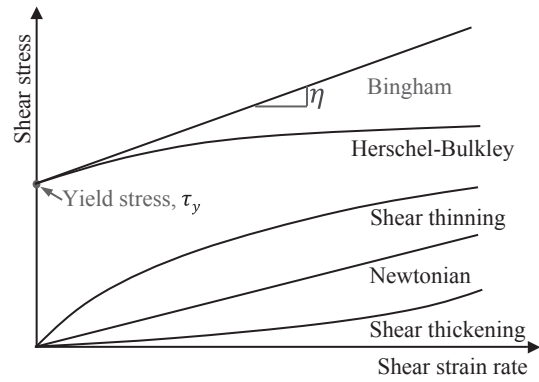 Shear stress
η
Bingham
Herschel-Bulkley
Yield stress, τy
Shear thinning
Newtonian
Shear thickening
Shear strain rate